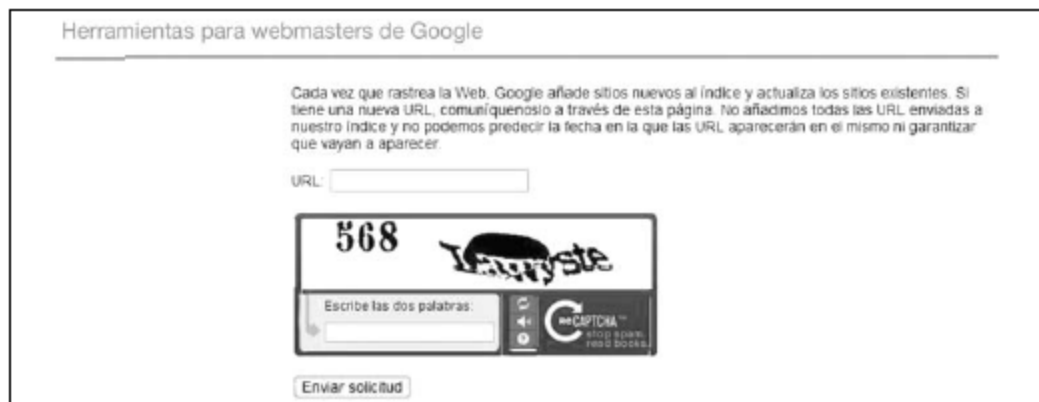 Herramientas para webmasters de Google
Cada vez que rastrea la Web, Google añade sitios nuevos al índice y actualiza los sitios existentes. Si
tiene una nueva URL, comuníquenoslo a través de esta página. No añadimos todas las URL enviadas a
nuestro índice y no podemos predecir la fecha en la que las URL aparecerán en el mismo ni garantizar
que vayan a aparecer.
URL:
568
Escribe las dos palabras:
reCAPTCHA™
stop spam.
read books.
Enviar solicitud